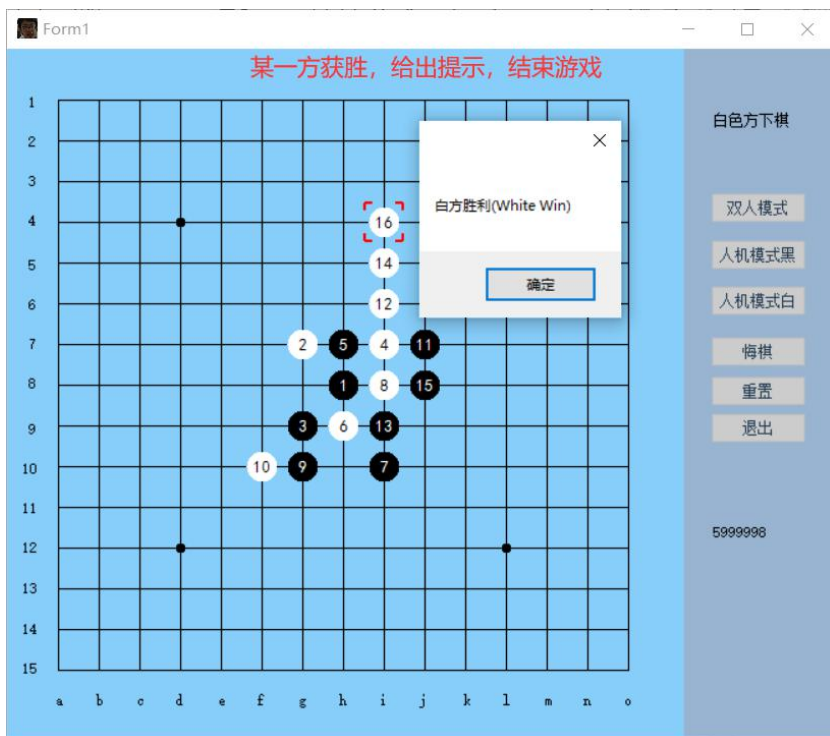 Form1
某一方获胜，给出提示，结束游戏
白色方下棋
1
2
3
4
5
6
7
8
9
10
11
12
13
14
15
16
14
12
2 5 4 11
1 8 15
3 6 13
10 9 7
白方胜利(White Win)
确定
双人模式
人机模式黑
人机模式白
悔棋
重置
退出
5999998
a b c d e f g h i j k l m n o